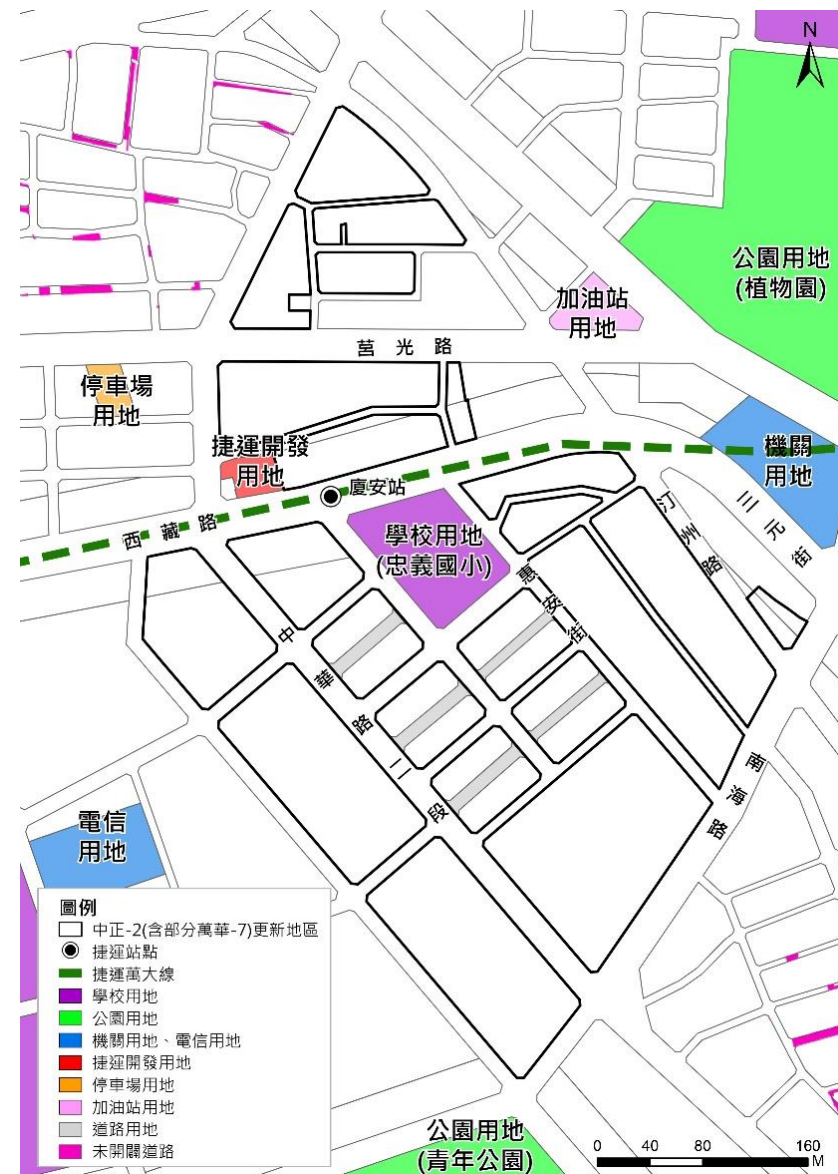 N
公園用地
(植物園)
加油站
用地
莒光路
停車場
用地
捷運開發
用地
機關
用地
廈安站
西藏路
學校用地
(忠義國小)
汀州路
三元街
惠安街
中華路二段
南海路
電信
用地
圖例
中正-2(含部分萬華-7)更新地區
捷運站點
捷運萬大線
學校用地
公園用地
機關用地、電信用地
捷運開發用地
停車場用地
加油站用地
道路用地
未開闢道路
公園用地
(青年公園)
0 40 80 160
M